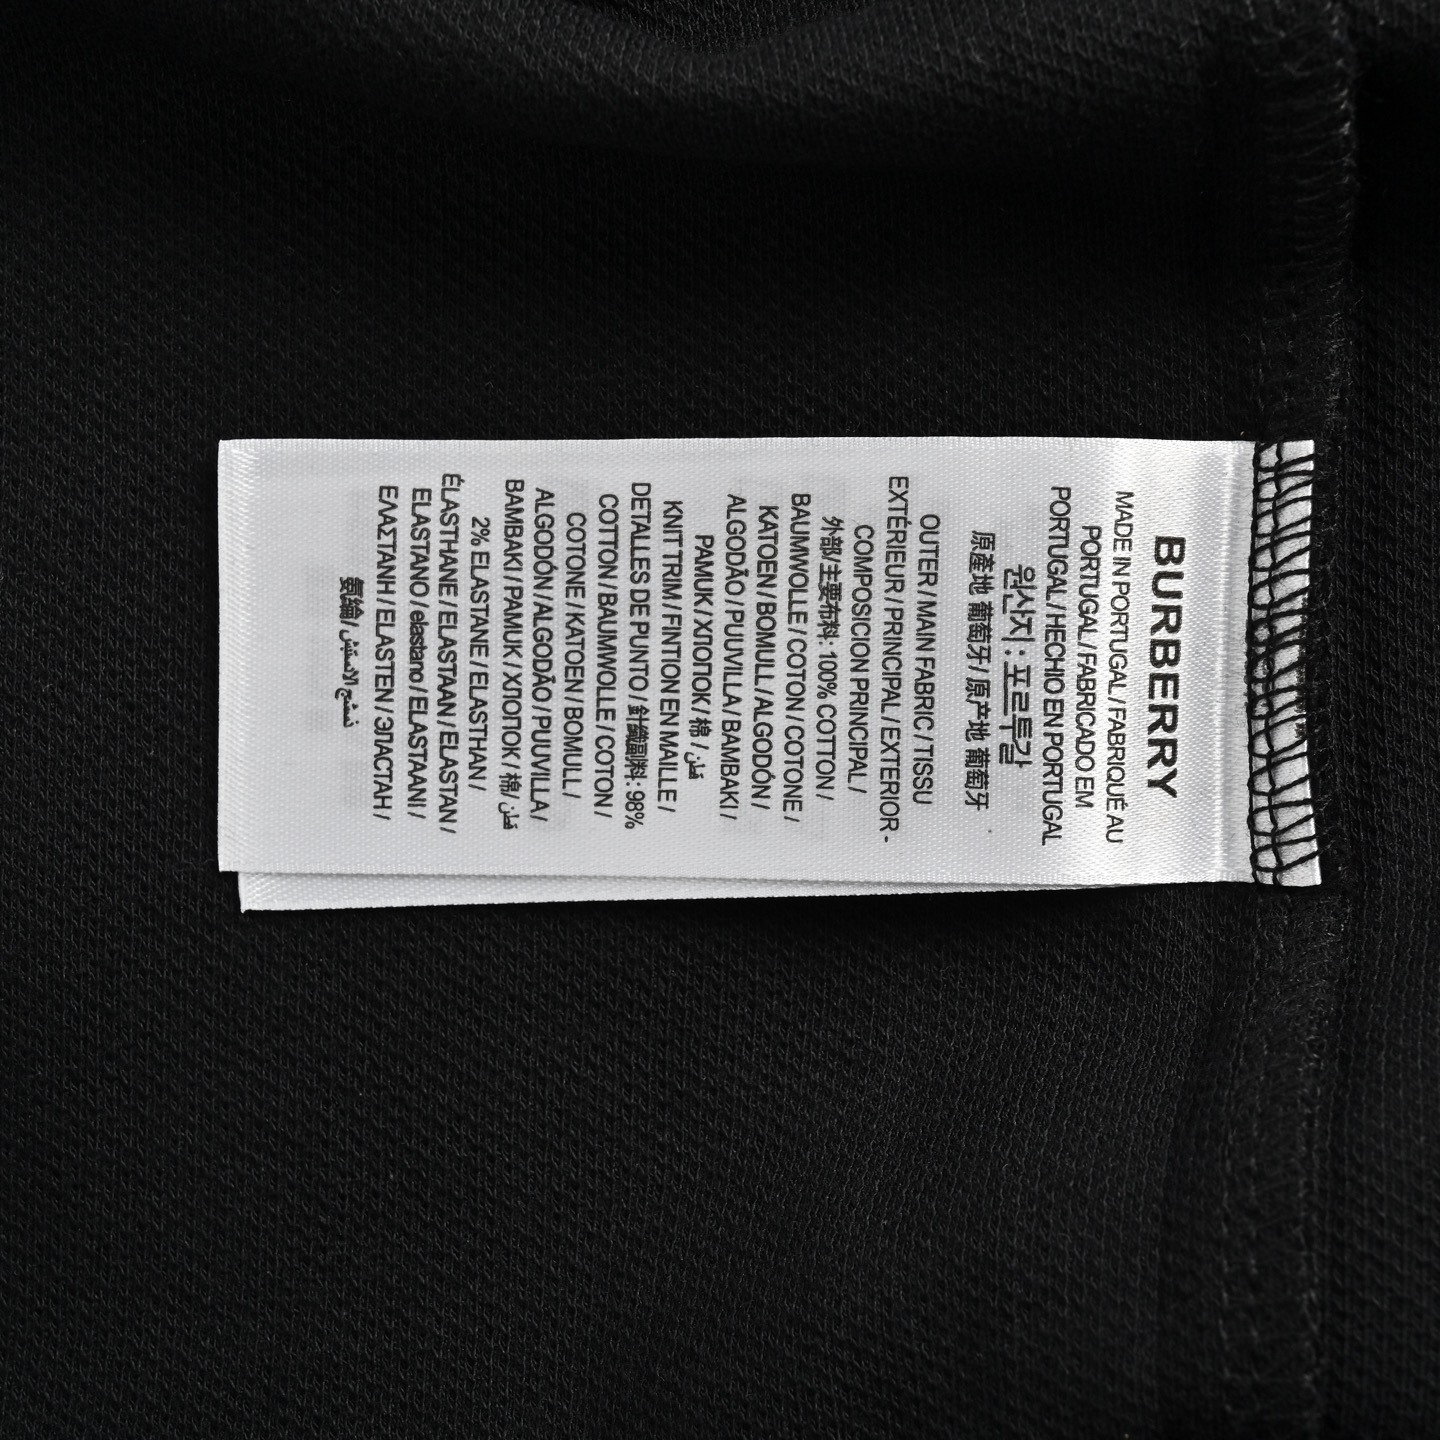 BURBERRY
MADE IN PORTUGAL / FABRIQUÉ AU
PORTUGAL / FABRICADO EM
PORTUGAL / HECHO EN PORTUGAL
원산지 : 포르투갈
原產地 葡萄牙 / 原产地 葡萄牙
OUTER / MAIN FABRIC / TISSU
EXTÉRIEUR / PRINCIPAL / EXTERIOR -
COMPOSICION PRINCIPAL /
外部/主要布料: 100% COTTON /
BAUMWOLLE / COTON / COTONE /
KATOEN / BOMULL / ALGODÓN /
ALGODÃO / PUUVILLA / BAMBAKI /
PAMUK / ХЛОПОК / 棉 / قطن
KNIT TRIM / FINTION EN MAILLE /
DETALLES DE PUNTO / 針織副料: 98%
COTTON / BAUMWOLLE / COTON /
COTONE / KATOEN / BOMULL /
ALGODÓN / ALGODÃO / PUUVILLA /
BAMBAKI / PAMUK / ХЛОПОК / 棉 / قطن
2% ELASTANE / ELASTHAN /
ÉLASTHANE / ELASTAAN / ELASTAN /
ELASTANO / elastano / ELASTAANI /
ΕΛΑΣΤΑΝΗ / ELASTEN / ЭЛАСТАН /
氨綸 /